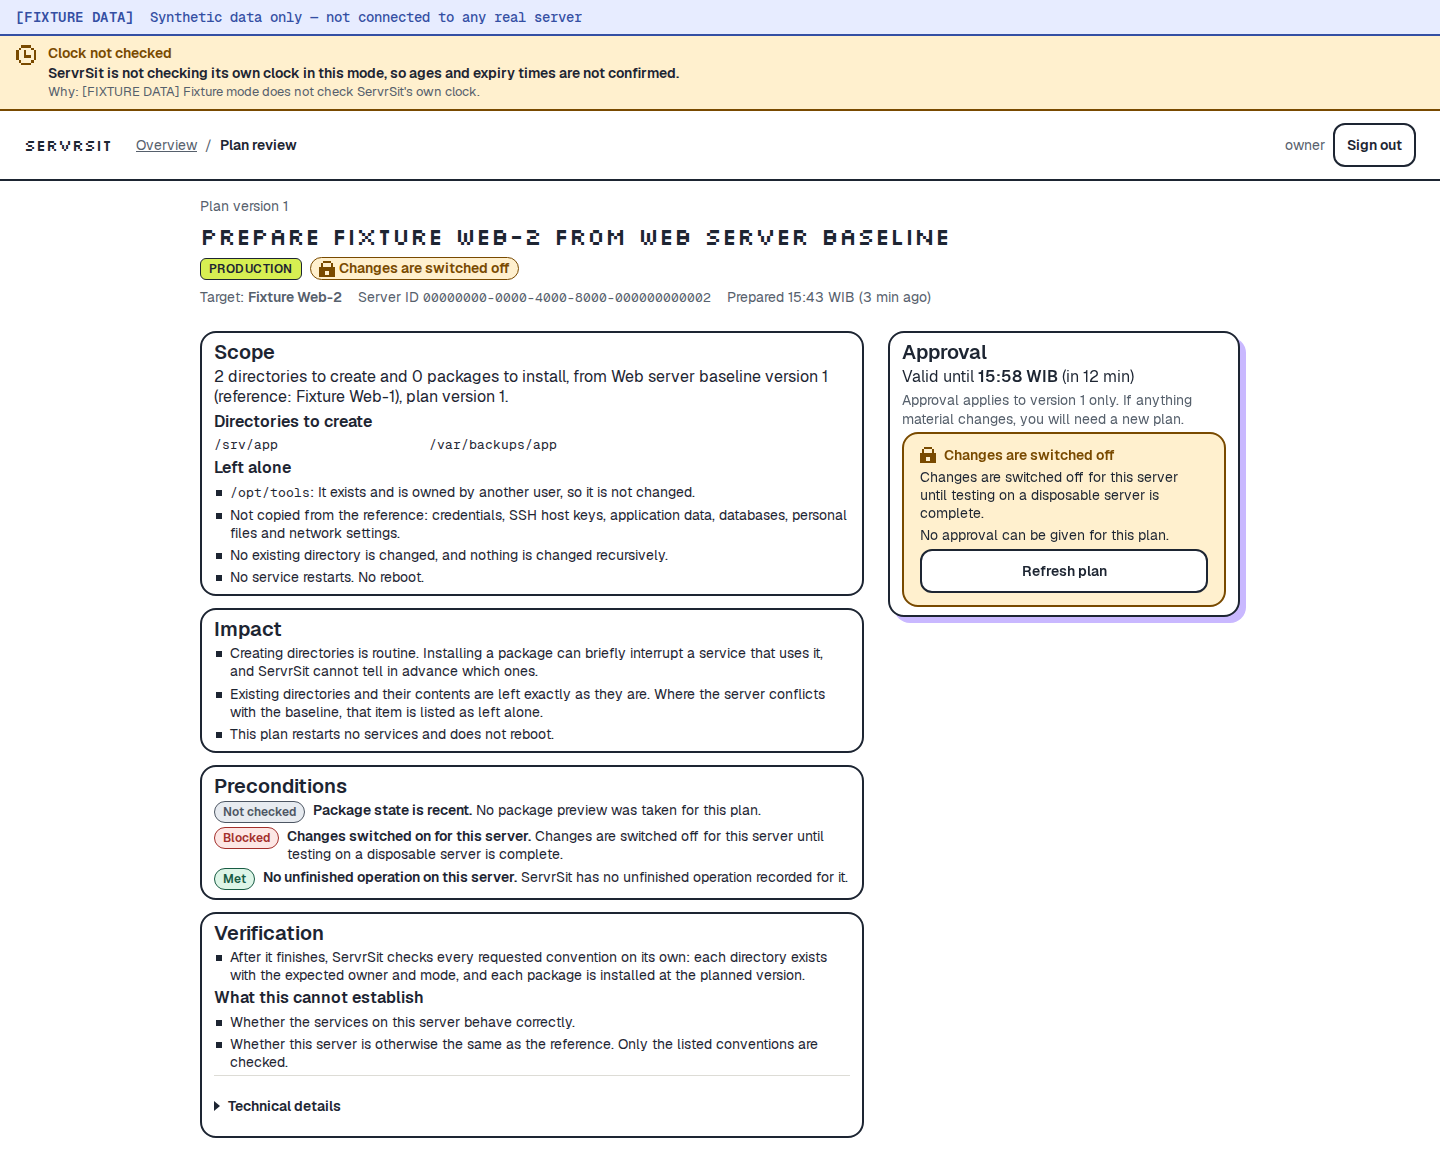 [FIXTURE DATA] Synthetic data only — not connected to any real server
Clock not checked
ServrSit is not checking its own clock in this mode, so ages and expiry times are not confirmed.
Why: [FIXTURE DATA] Fixture mode does not check ServrSit's own clock.
SERVRSIT
Overview / Plan review
owner
Sign out
Plan version 1
PREPARE FIXTURE WEB-2 FROM WEB SERVER BASELINE
PRODUCTION
Changes are switched off
Target: Fixture Web-2 Server ID 00000000-0000-4000-8000-000000000002 Prepared 15:43 WIB (3 min ago)
Scope
2 directories to create and 0 packages to install, from Web server baseline version 1
(reference: Fixture Web-1), plan version 1.
Directories to create
/srv/app /var/backups/app
Left alone
/opt/tools: It exists and is owned by another user, so it is not changed.
Not copied from the reference: credentials, SSH host keys, application data, databases, personal
files and network settings.
No existing directory is changed, and nothing is changed recursively.
No service restarts. No reboot.
Impact
Creating directories is routine. Installing a package can briefly interrupt a service that uses it,
and ServrSit cannot tell in advance which ones.
Existing directories and their contents are left exactly as they are. Where the server conflicts
with the baseline, that item is listed as left alone.
This plan restarts no services and does not reboot.
Preconditions
Not checked Package state is recent. No package preview was taken for this plan.
Blocked Changes switched on for this server. Changes are switched off for this server until
testing on a disposable server is complete.
Met No unfinished operation on this server. ServrSit has no unfinished operation recorded for it.
Verification
After it finishes, ServrSit checks every requested convention on its own: each directory exists
with the expected owner and mode, and each package is installed at the planned version.
What this cannot establish
Whether the services on this server behave correctly.
Whether this server is otherwise the same as the reference. Only the listed conventions are
checked.
Technical details
Approval
Valid until 15:58 WIB (in 12 min)
Approval applies to version 1 only. If anything
material changes, you will need a new plan.
Changes are switched off
Changes are switched off for this server
until testing on a disposable server is
complete.
No approval can be given for this plan.
Refresh plan